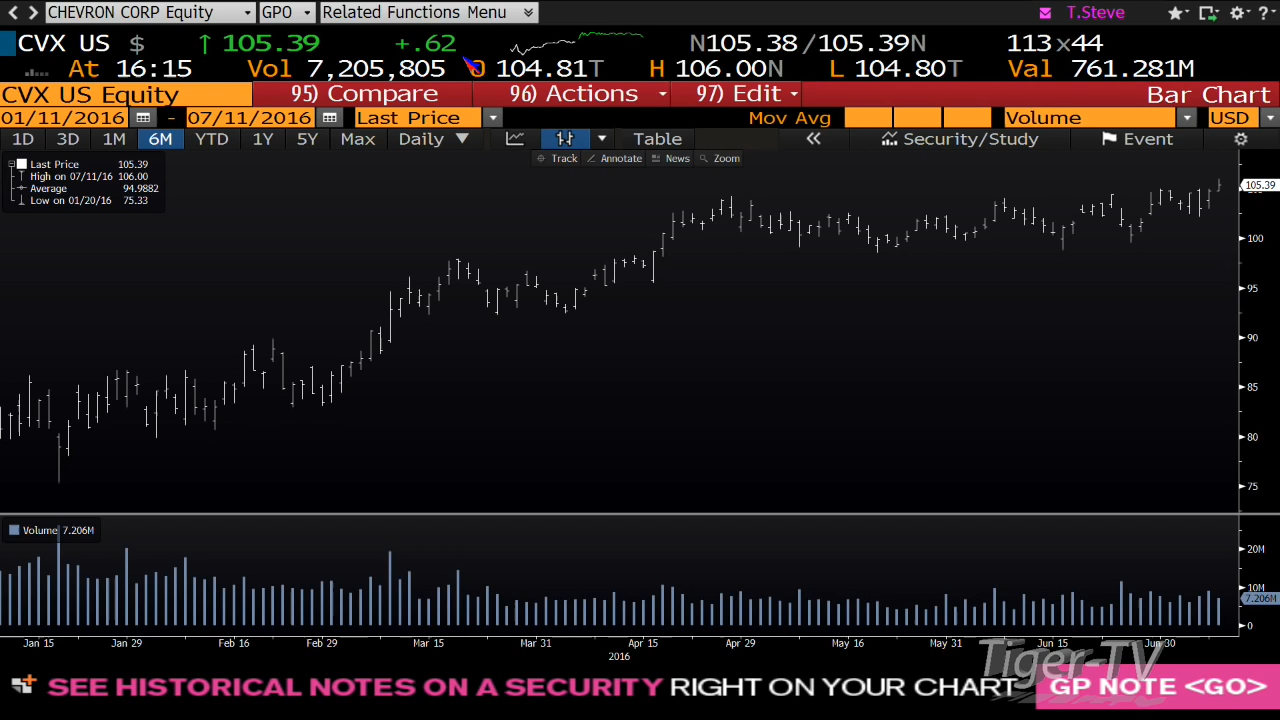 CHEVRON CORP Equity GPO Related Functions Menu T.Steve ?
CVX US $ ↑ 105.39 +.62 N105.38/105.39N 113x44
At 16:15 Vol 7,205,805 O 104.81T H 106.00N L 104.80T Val 761.281M
CVX US Equity 95) Compare 96) Actions 97) Edit Bar Chart
01/11/2016 - 07/11/2016 Last Price Mov Avg Volume USD
1D 3D 1M 6M YTD 1Y 5Y Max Daily Table Security/Study Event
Track Annotate News Zoom
Last Price 105.39
High on 07/11/16 106.00
Average 94.9882
Low on 01/20/16 75.33
105.39
100
95
90
85
80
75
Volume 7.206M
20M
10M
7.206M
0
Jan 15 Jan 29 Feb 16 Feb 29 Mar 15 Mar 31 Apr 15 Apr 29 May 16 May 31 Jun 15 Jun 30
2016
Tiger-TV
SEE HISTORICAL NOTES ON A SECURITY RIGHT ON YOUR CHART GP NOTE <GO>